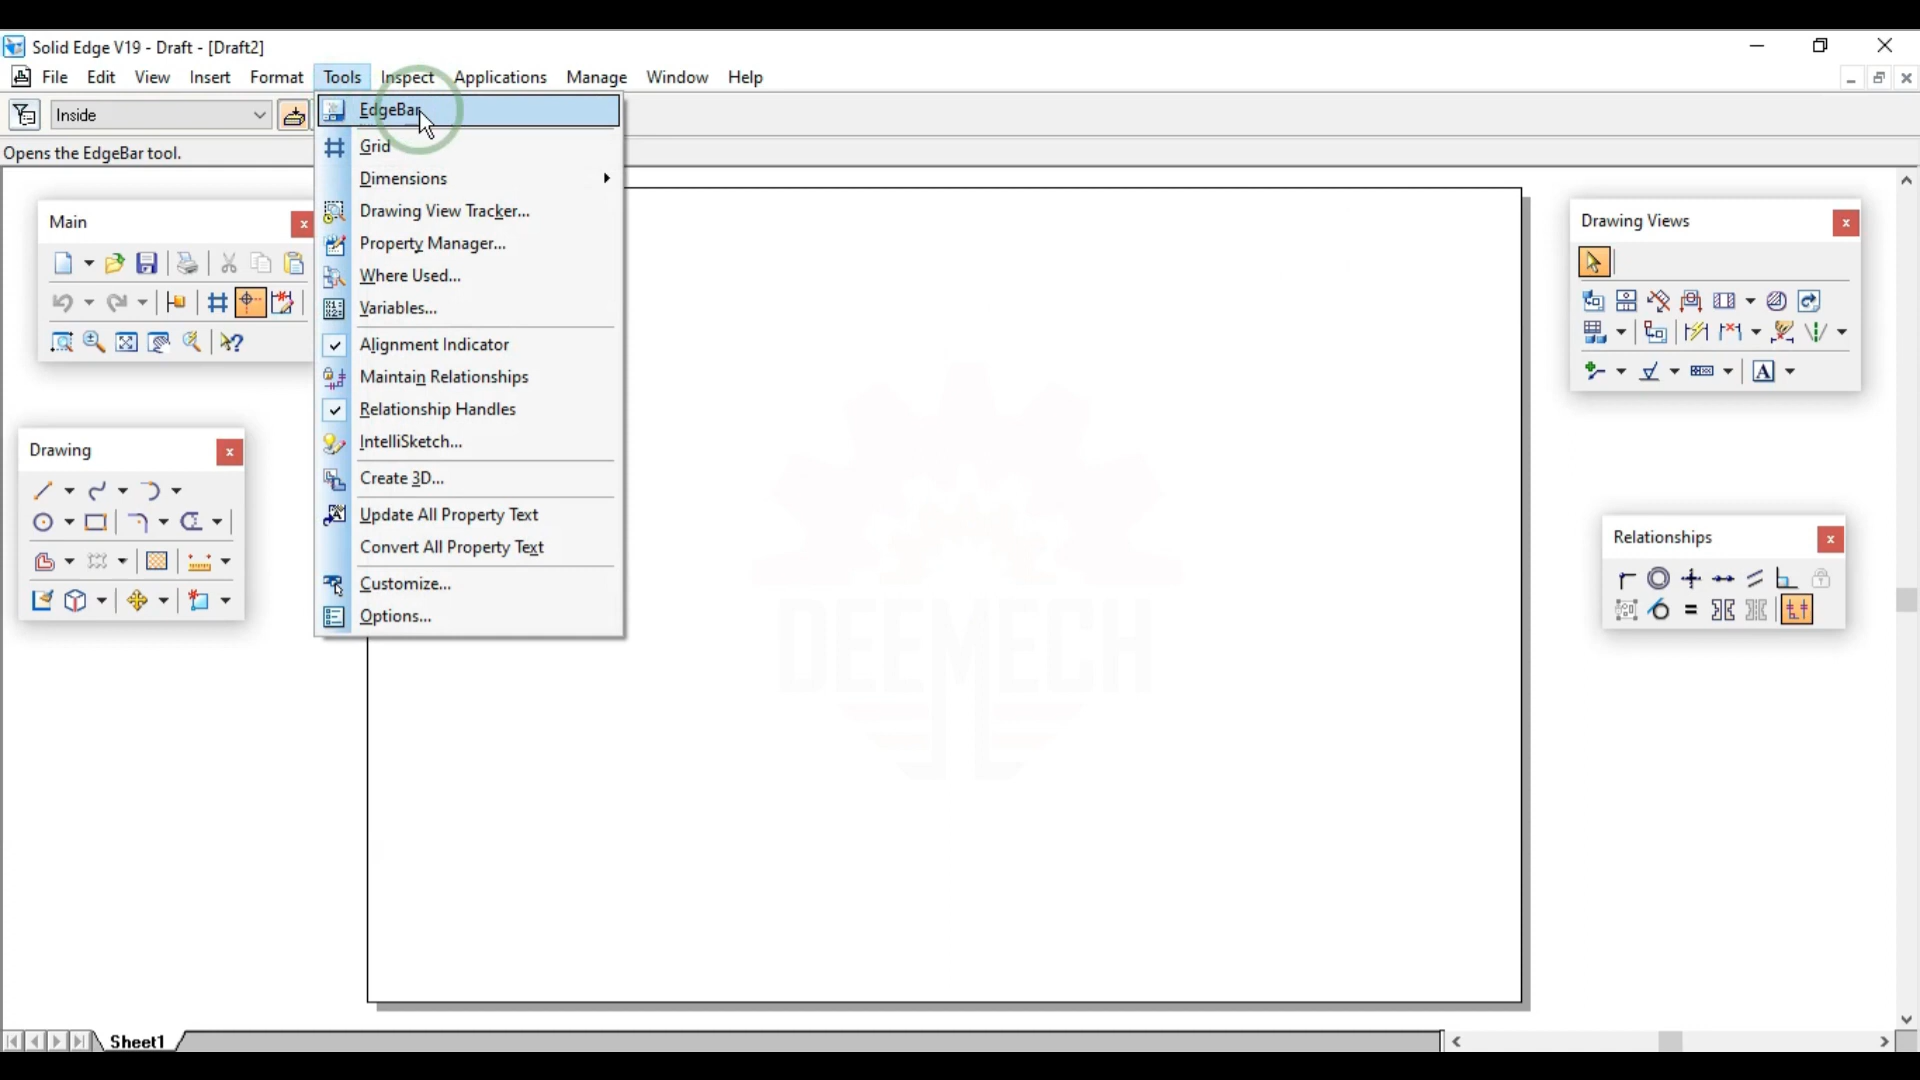 Solid Edge V19 - Draft - [Draft2]
File Edit View Insert Format Tools Inspect Applications Manage Window Help
Inside
Opens the EdgeBar tool.
EdgeBar
Grid
Dimensions
Drawing View Tracker...
Property Manager...
Where Used...
Variables...
Alignment Indicator
Maintain Relationships
Relationship Handles
IntelliSketch...
Create 3D...
Update All Property Text
Convert All Property Text
Customize...
Options...
Main
Drawing
Drawing Views
A
Relationships
DEEMECH
Sheet1